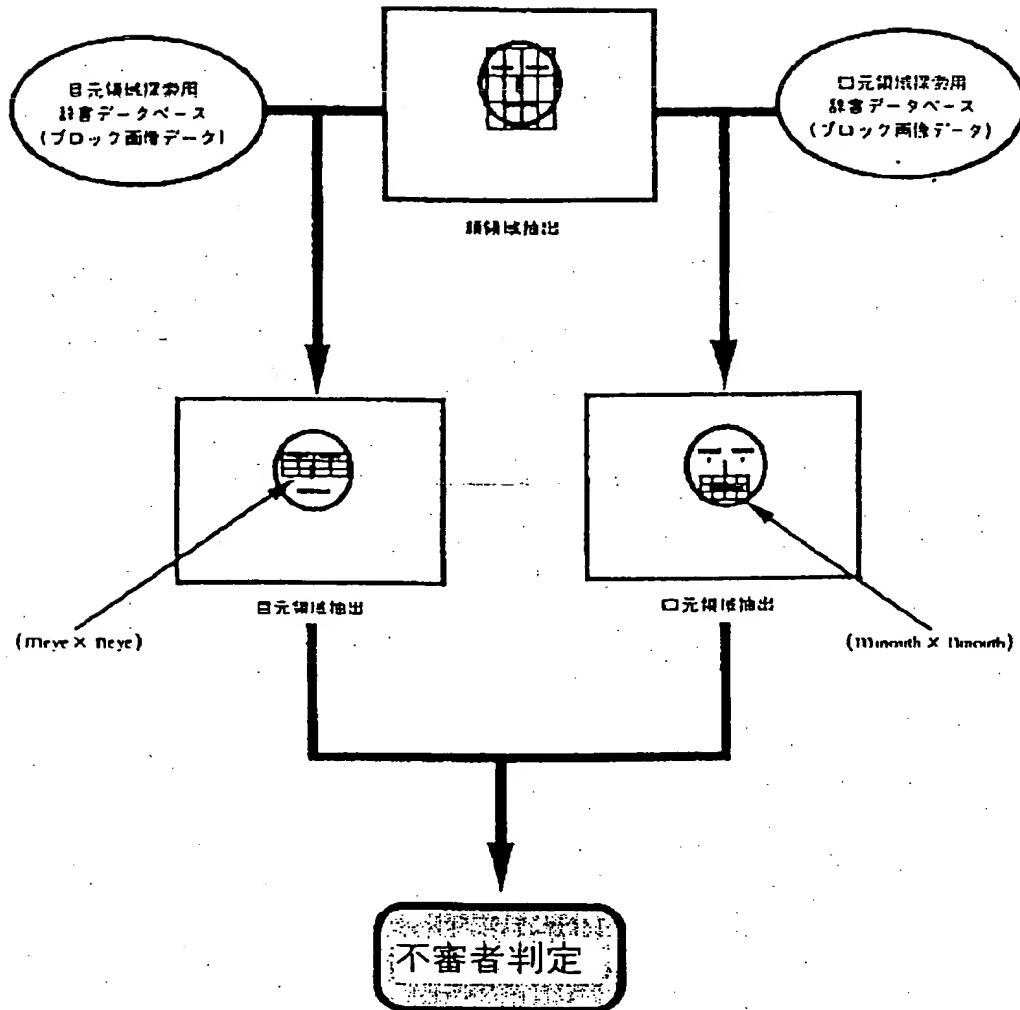 目元領域探索用
辞書データベース
(ブロック画像データ)
口元領域探索用
辞書データベース
(ブロック画像データ)
顔領域抽出
目元領域抽出
口元領域抽出
(meye × neye)
(mmouth × nmouth)
不審者判定